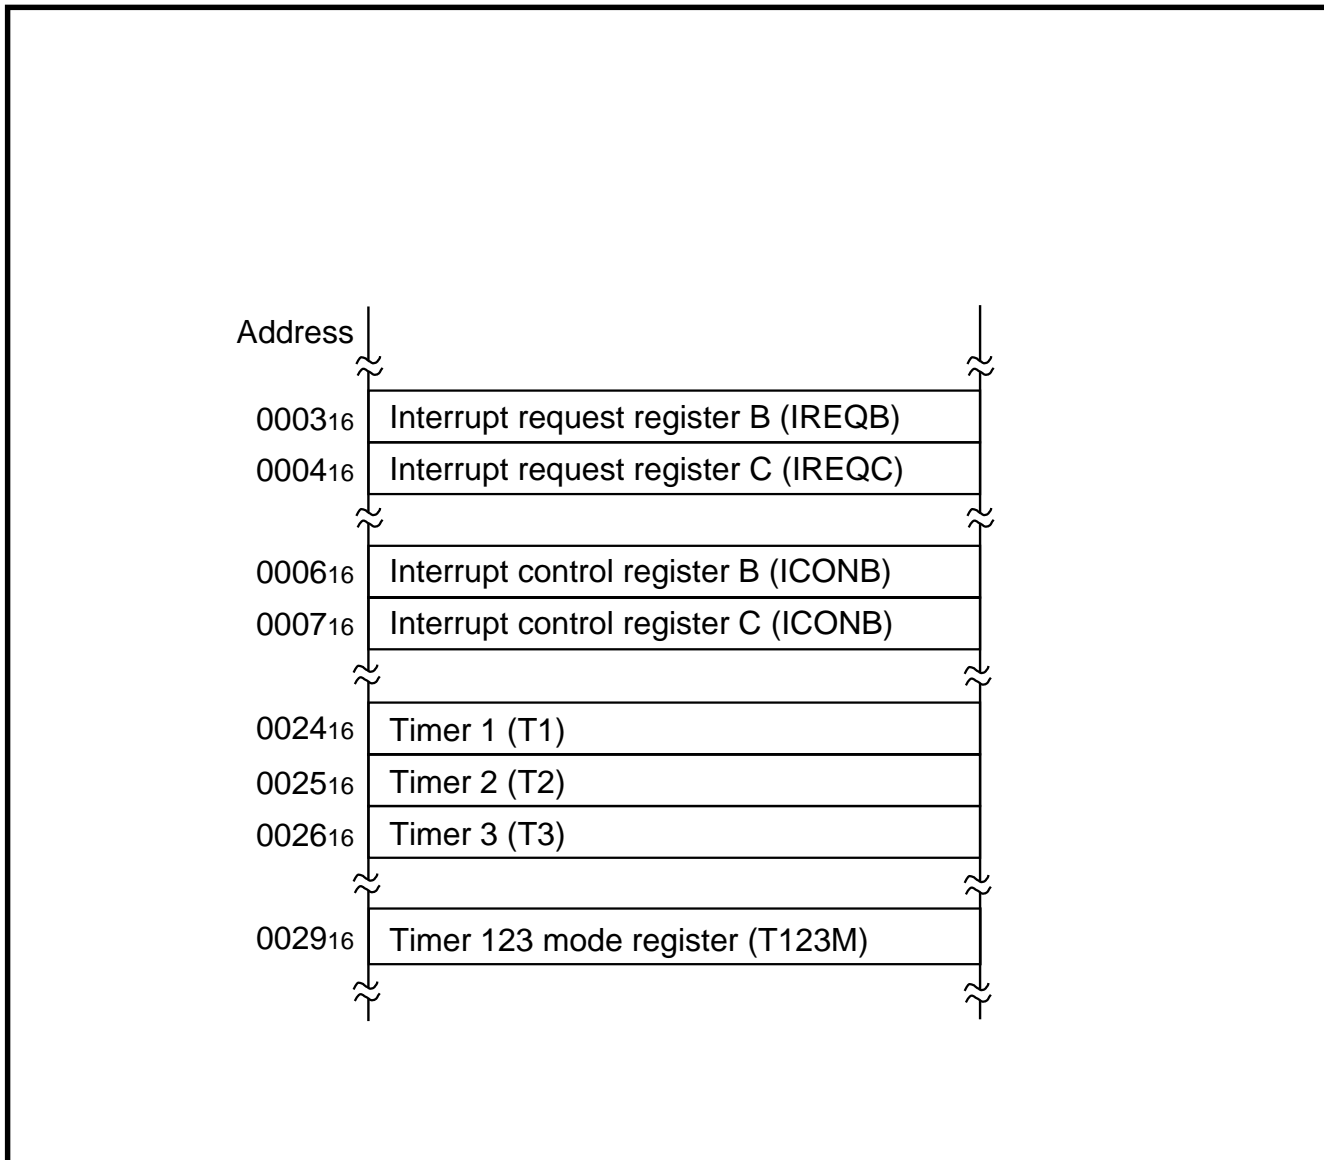 Address
0003₁₆ Interrupt request register B (IREQB)
0004₁₆ Interrupt request register C (IREQC)
0006₁₆ Interrupt control register B (ICONB)
0007₁₆ Interrupt control register C (ICONB)
0024₁₆ Timer 1 (T1)
0025₁₆ Timer 2 (T2)
0026₁₆ Timer 3 (T3)
0029₁₆ Timer 123 mode register (T123M)